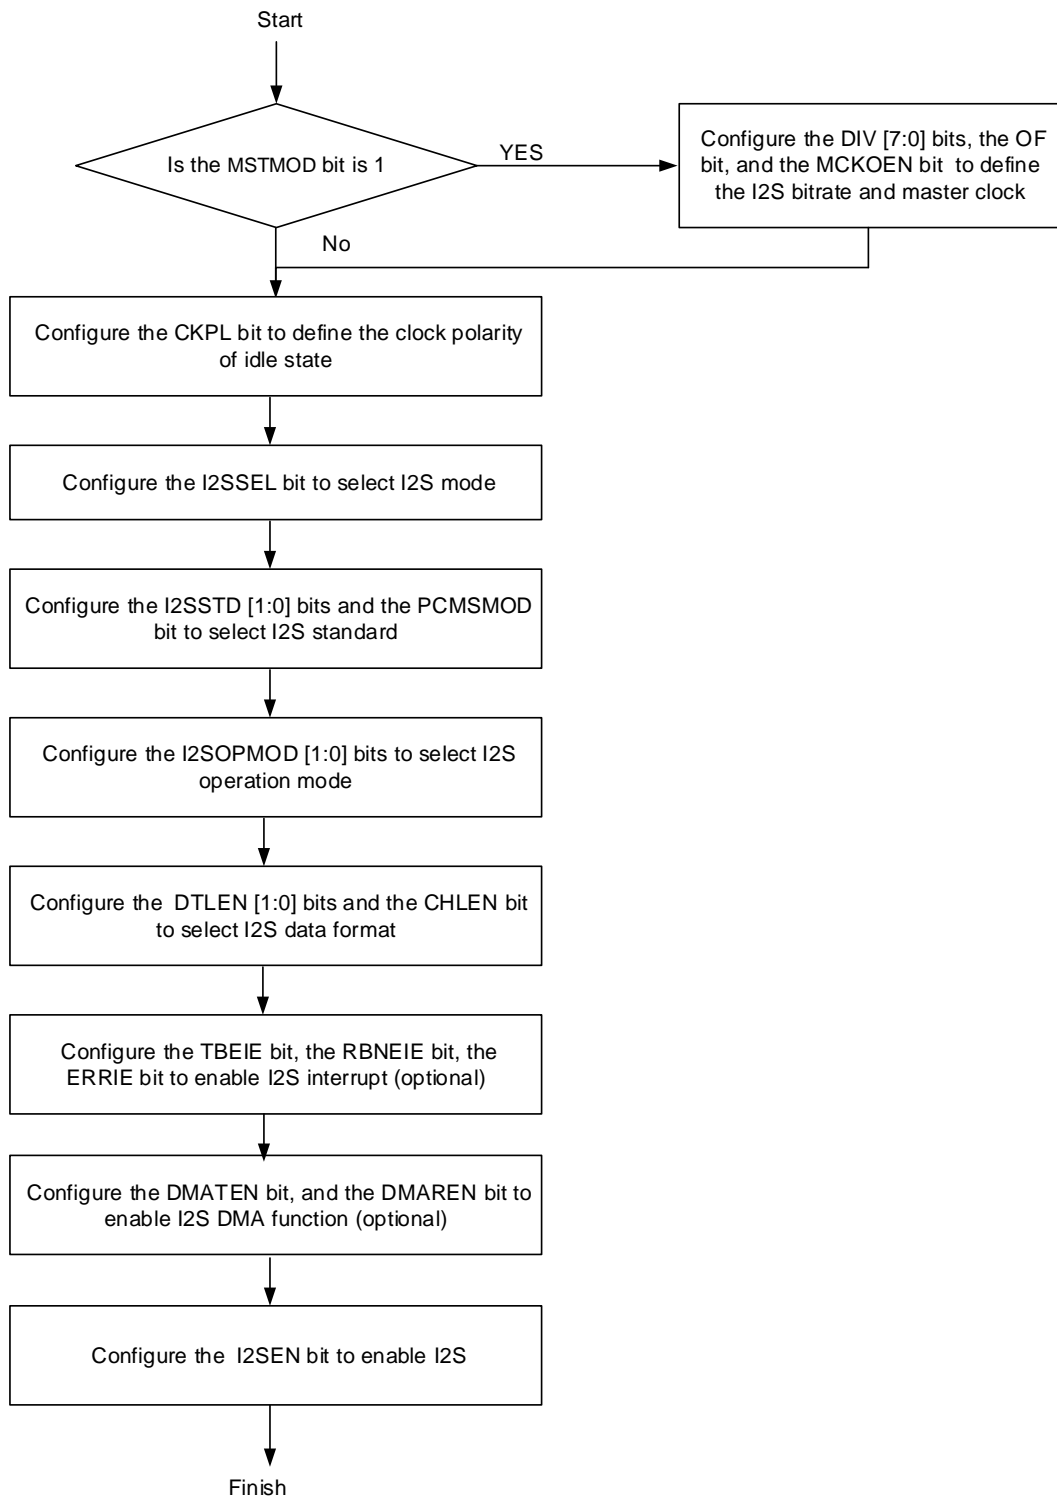 Start
Is the MSTMOD bit is 1
YES
Configure the DIV [7:0] bits, the OF
bit, and the MCKOEN bit  to define
the I2S bitrate and master clock
No
Configure the CKPL bit to define the clock polarity
of idle state
Configure the I2SSEL bit to select I2S mode
Configure the I2SSTD [1:0] bits and the PCMSMOD
bit to select I2S standard
Configure the I2SOPMOD [1:0] bits to select I2S
operation mode
Configure the  DTLEN [1:0] bits and the CHLEN bit
to select I2S data format
Configure the TBEIE bit, the RBNEIE bit, the
ERRIE bit to enable I2S interrupt (optional)
Configure the DMATEN bit, and the DMAREN bit to
enable I2S DMA function (optional)
Configure the  I2SEN bit to enable I2S
Finish